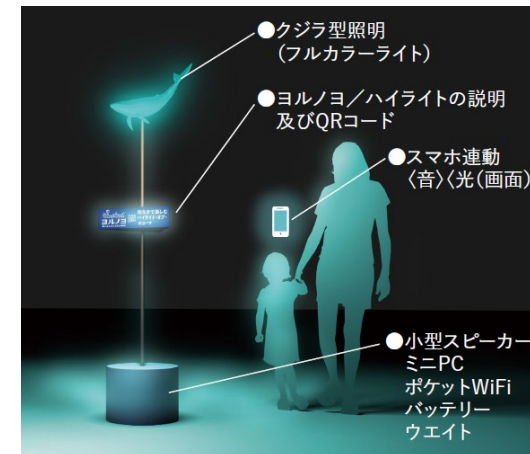 ●クジラ型照明
（フルカラーライト）
●ヨルノヨ／ハイライトの説明
及びQRコード
●スマホ連動
〈音〉〈光（画面）〉
ヨルノヨ
●小型スピーカー
ミニPC
ポケットWiFi
バッテリー
ウエイト